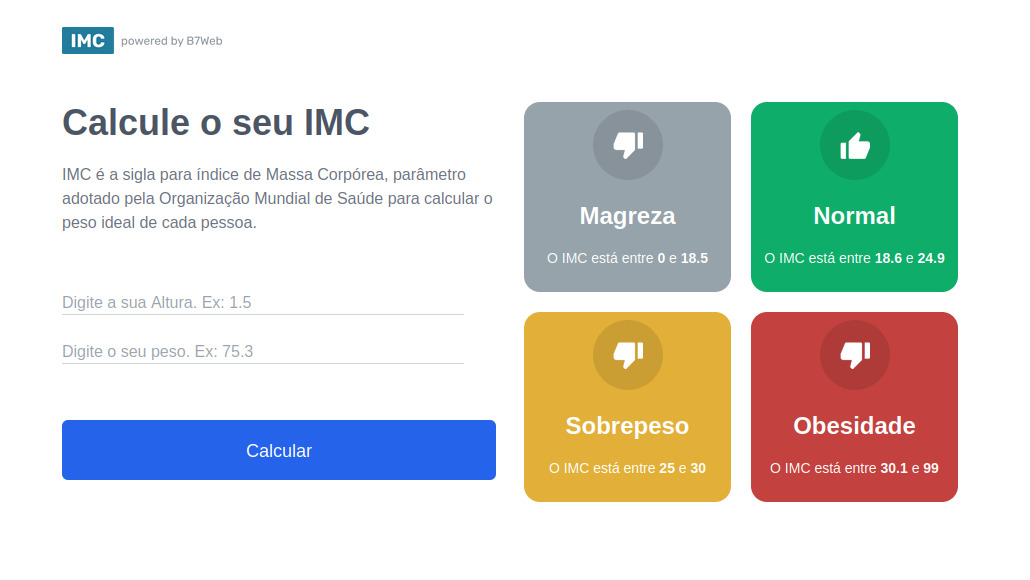 IMC powered by B7Web
Calcule o seu IMC
IMC é a sigla para índice de Massa Corpórea, parâmetro
adotado pela Organização Mundial de Saúde para calcular o
peso ideal de cada pessoa.
Digite a sua Altura. Ex: 1.5
Digite o seu peso. Ex: 75.3
Calcular
Magreza
O IMC está entre 0 e 18.5
Normal
O IMC está entre 18.6 e 24.9
Sobrepeso
O IMC está entre 25 e 30
Obesidade
O IMC está entre 30.1 e 99